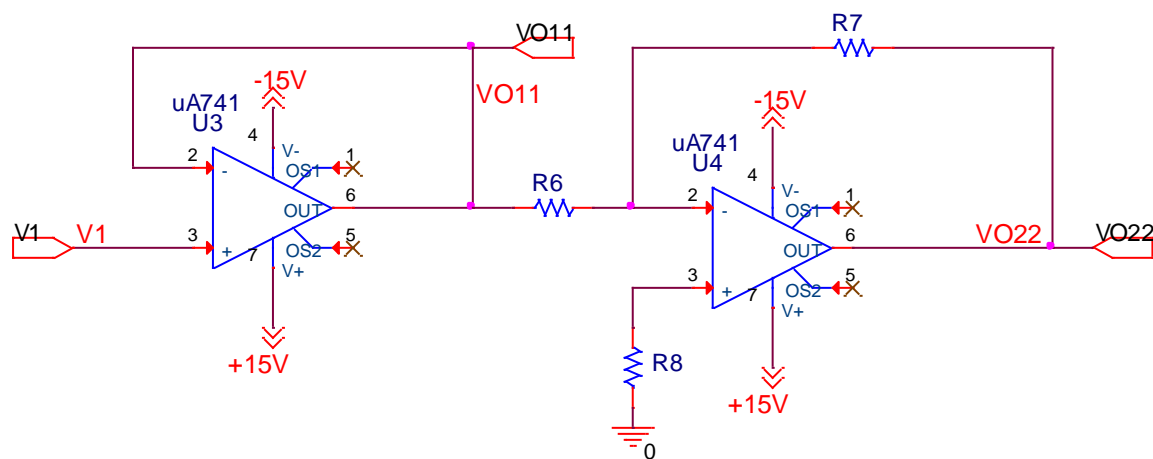 R7
VO11
-15V
VO11
uA741
U3
4
V-
1
2
-
OS1
6
OUT
3
+
5
OS2
7
V+
V1
V1
+15V
R6
-15V
uA741
U4
4
V-
1
2
-
OS1
6
OUT
VO22
VO22
3
+
5
OS2
7
V+
R8
+15V
0